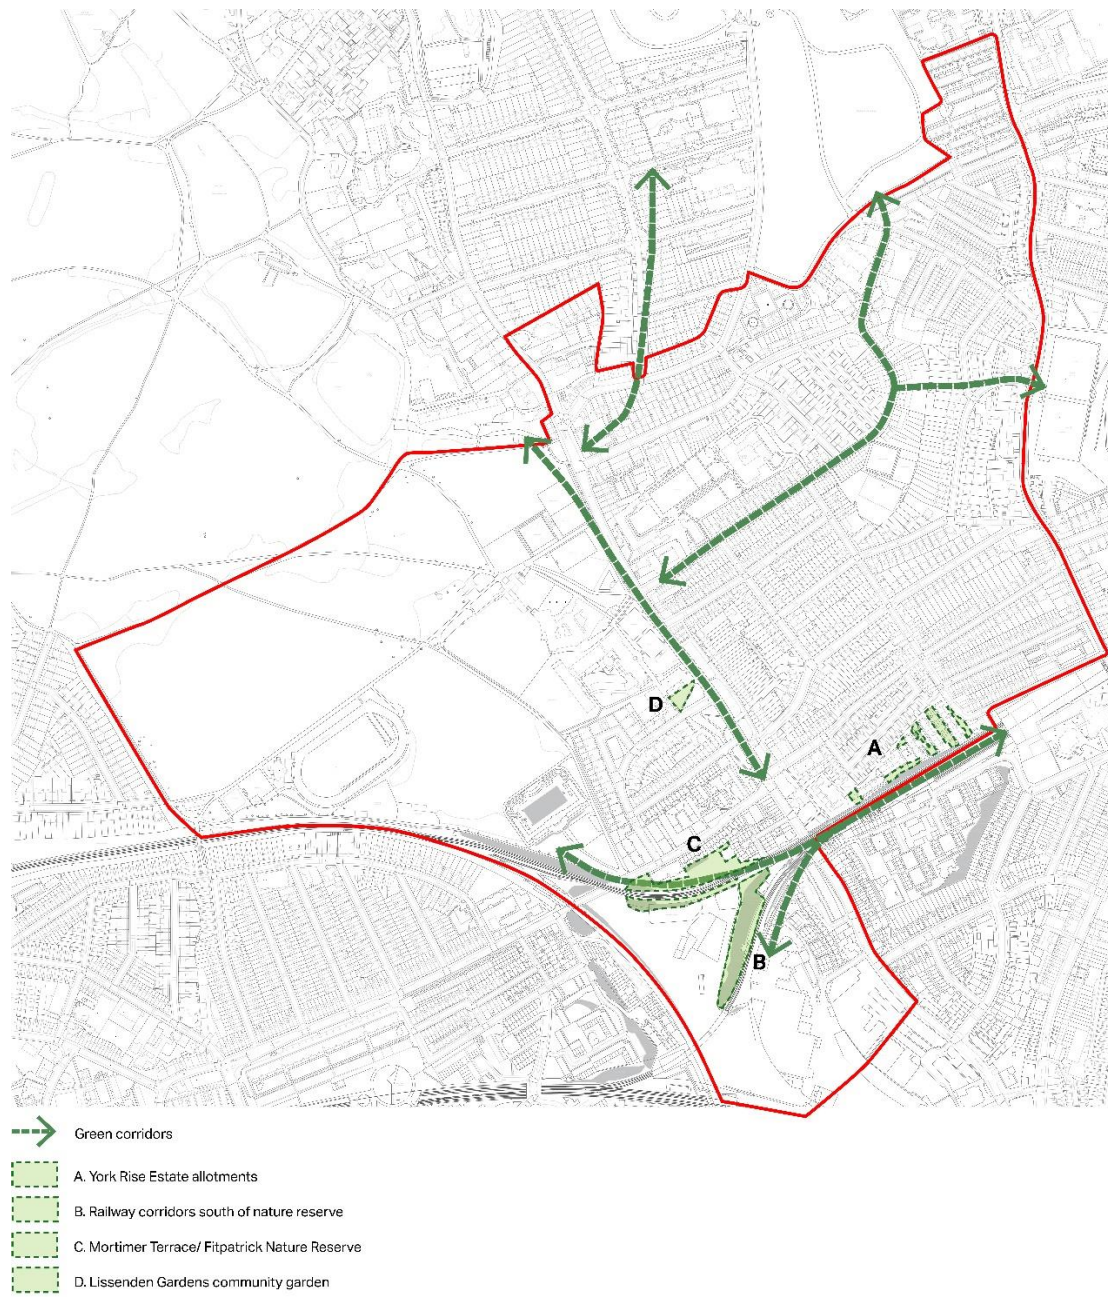 D
A
C
B
Green corridors
A. York Rise Estate allotments
B. Railway corridors south of nature reserve
C. Mortimer Terrace/ Fitpatrick Nature Reserve
D. Lissenden Gardens community garden